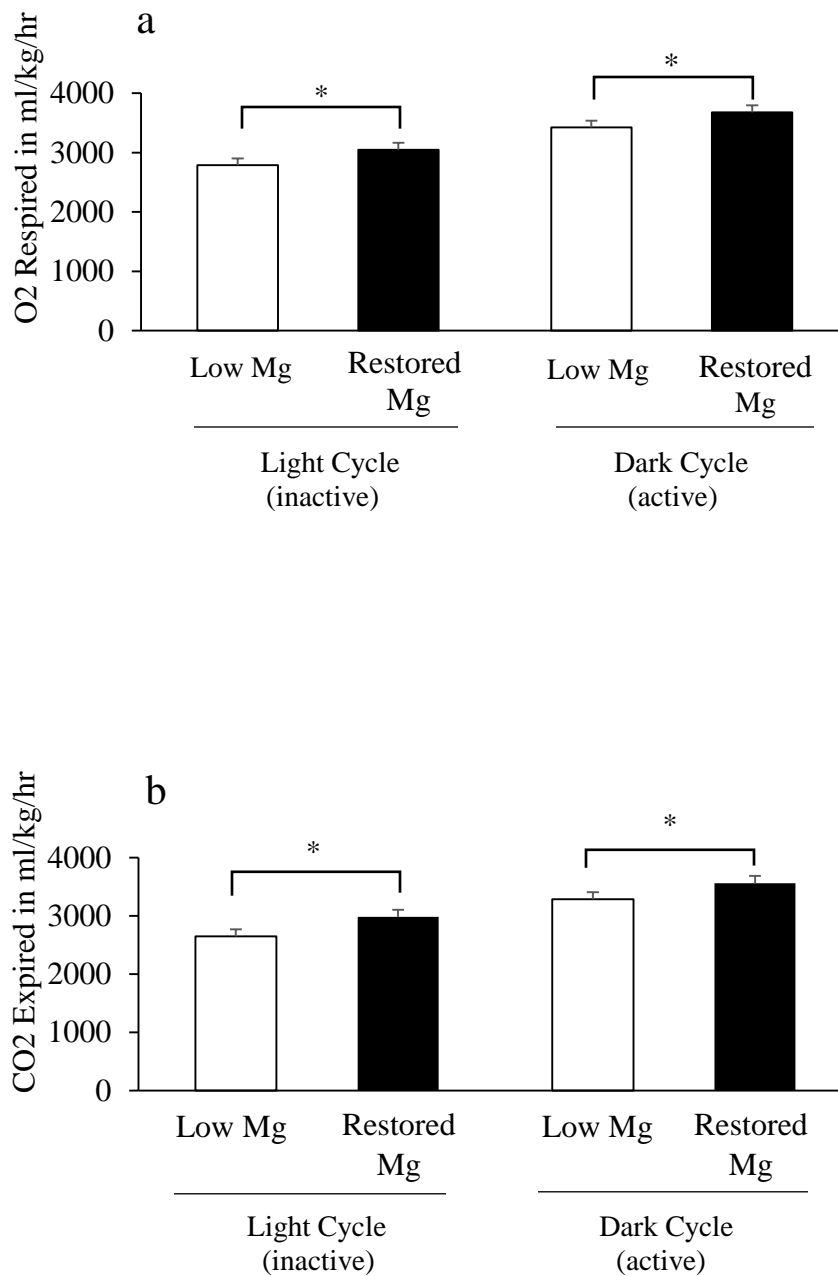 a
O2 Respired in ml/kg/hr
4000
3000
2000
1000
0
*
*
Low Mg
Restored
Mg
Low Mg
Restored
Mg
Light Cycle
(inactive)
Dark Cycle
(active)
b
CO2 Expired in ml/kg/hr
4000
3000
2000
1000
0
*
*
Low Mg
Restored
Mg
Low Mg
Restored
Mg
Light Cycle
(inactive)
Dark Cycle
(active)